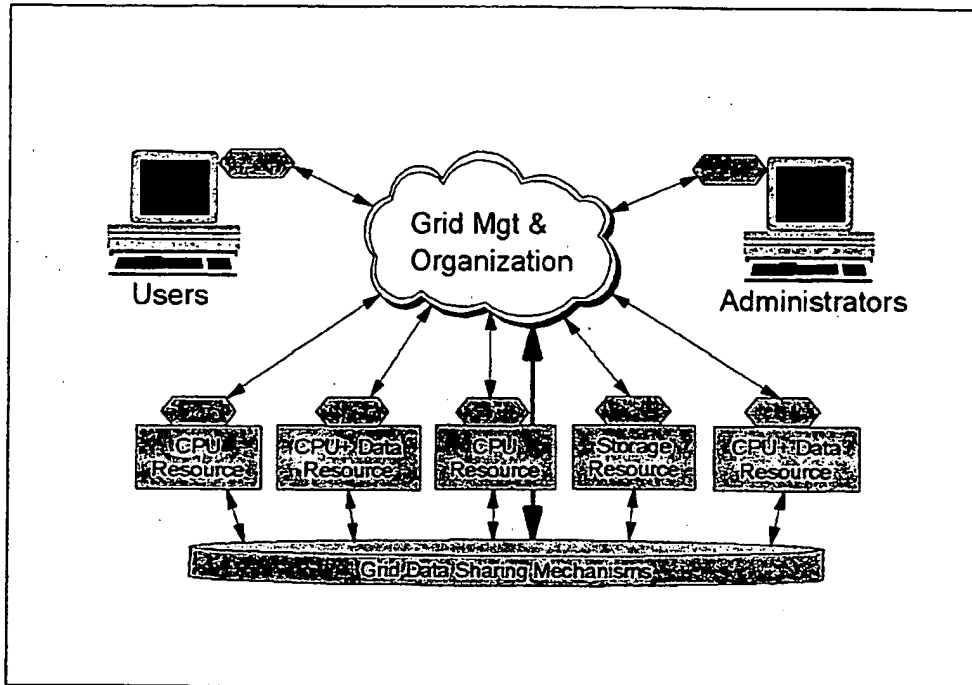 Grid Mgt &
Organization
Users
Administrators
CPU
Resource
CPU+ Data
Resource
CPU
Resource
Storage
Resource
CPU+ Data
Resource
Grid Data Sharing Mechanisms